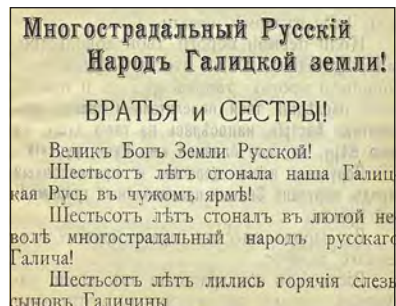 Многострадальный Русскій
Народъ Галицкой земли!
БРАТЬЯ и СЕСТРЫ!
Великъ Богъ Земли Русской!
Шестьсотъ лѣтъ стонала наша Галиц
кая Русь въ чужомъ ярмѣ!
Шестьсотъ лѣтъ стоналъ въ лютой не
волѣ многострадальный народъ русскаго
Галича!
Шестьсотъ лѣтъ лились горячія слезы
сыновъ Галичины